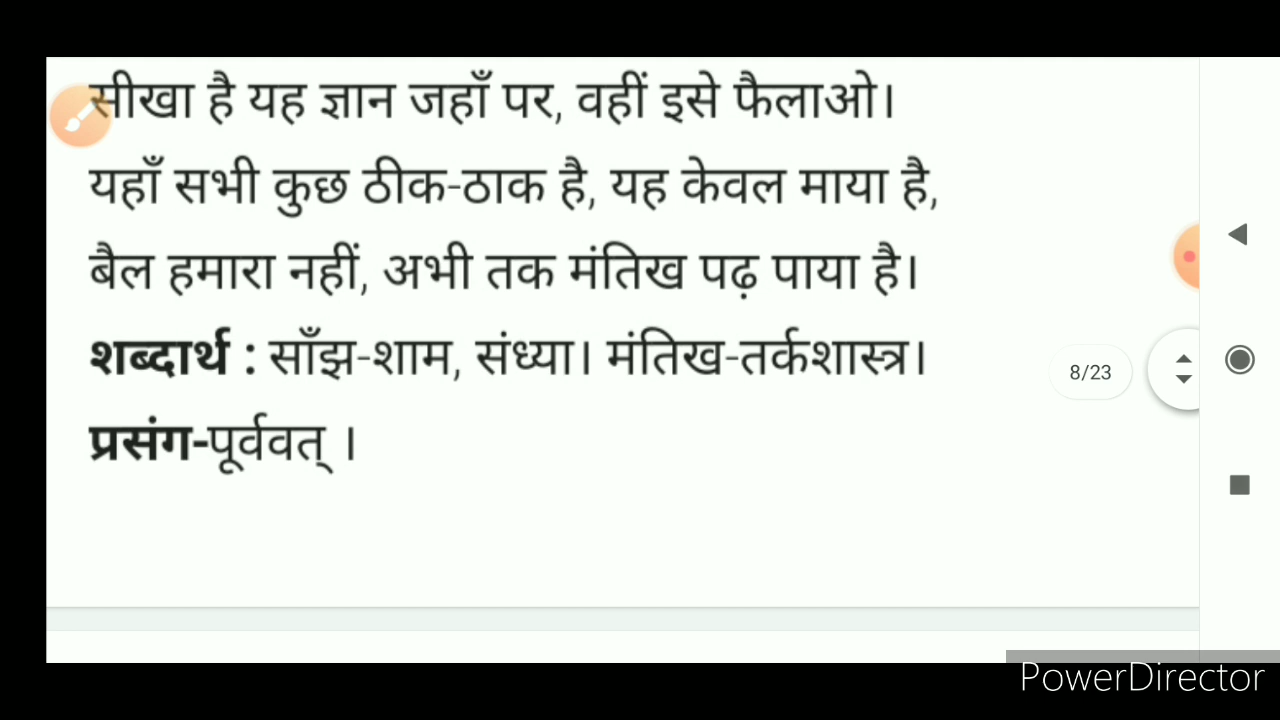 सीखा है यह ज्ञान जहाँ पर, वहीं इसे फैलाओ।
यहाँ सभी कुछ ठीक-ठाक है, यह केवल माया है,
बैल हमारा नहीं, अभी तक मंतिख पढ़ पाया है।
शब्दार्थ : साँझ-शाम, संध्या। मंतिख-तर्कशास्त्र।
8/23
प्रसंग-पूर्ववत् ।
PowerDirector